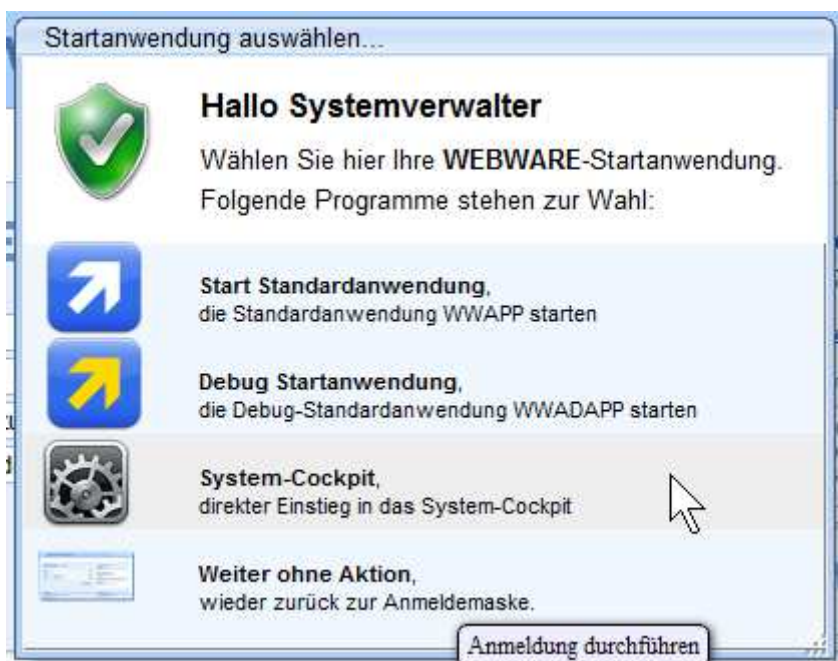 Startanwendung auswählen...
Hallo Systemverwalter
Wählen Sie hier Ihre WEBWARE-Startanwendung.
Folgende Programme stehen zur Wahl:
Start Standardanwendung,
die Standardanwendung WWAPP starten
Debug Startanwendung,
die Debug-Standardanwendung WWADAPP starten
System-Cockpit,
direkter Einstieg in das System-Cockpit
Weiter ohne Aktion,
wieder zurück zur Anmeldemaske.
Anmeldung durchführen